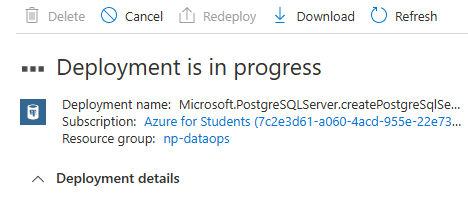 Delete Cancel Redeploy Download Refresh
Deployment is in progress
Deployment name: Microsoft.PostgreSQLServer.createPostgreSqlSe...
Subscription: Azure for Students (7c2e3d61-a060-4acd-955e-22e73...
Resource group: np-dataops
Deployment details